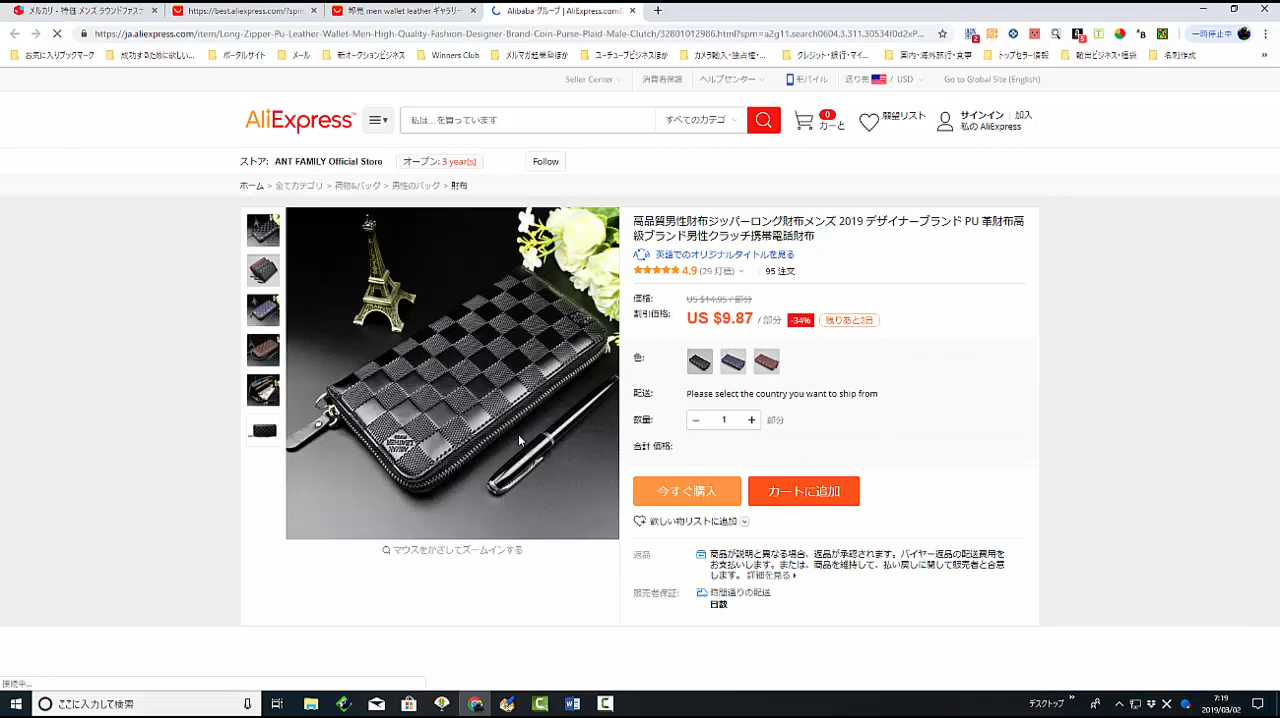 メルカリ - 特価 メンズ ラウンドファスナ
https://best.aliexpress.com/?spm=
卸売 men wallet leather ギャラリー
Alibaba グループ | AliExpress.comの
https://ja.aliexpress.com/item/Long-Zipper-Pu-Leather-Wallet-Men-High-Quality-Fashion-Designer-Brand-Coin-Purse-Plaid-Male-Clutch/32801012986.html?spm=a2g11.search0604.3.311.30534f0d2xP...
一時停止中
お気に入りブックマーク
成功するために欲しい...
ポータルサイト
メール
新オークションビジネス
Winners Club
メルカリ転売
ユーチューブビジネスほか
カメラ輸入・独占権...
クレジット・銀行・マイ...
国内・海外旅行・食事
トップセラー情報
輸出ビジネス・福袋
名刺作成
Seller Center
消費者保護
ヘルプセンター
モバイル
送り先 / USD
Go to Global Site (English)
AliExpress
私は...を買っています
すべてのカテゴ
0
カーと
願望リスト
サインイン | 加入
私の AliExpress
ストア: ANT FAMILY Official Store
オープン: 3 year(s)
Follow
ホーム > 全てカテゴリ > 荷物&バッグ > 男性のバッグ > 財布
高品質男性財布ジッパーロング財布メンズ 2019 デザイナーブランド PU 革財布高
級ブランド男性クラッチ携帯電話財布
英語でのオリジナルタイトルを見る
4.9 (29 灯標)
95 注文
価格: US $14.95 / 部分
割引価格: US $9.87 / 部分 -34% 残りあと2日
色:
配送: Please select the country you want to ship from
数量: − 1 + 部分
合計 価格:
今すぐ購入
カートに追加
欲しい物リストに追加
マウスをかざしてズームインする
返品
商品が説明と異なる場合、返品が承認されます。バイヤー返品の配送費用を
お支払いします。または、商品を維持して、払い戻しに関して販売者と合意
します。 詳細を見る
販売者保証:
時間通りの配送
日数
接続中...
ここに入力して検索
デスクトップ
7:19
2019/03/02